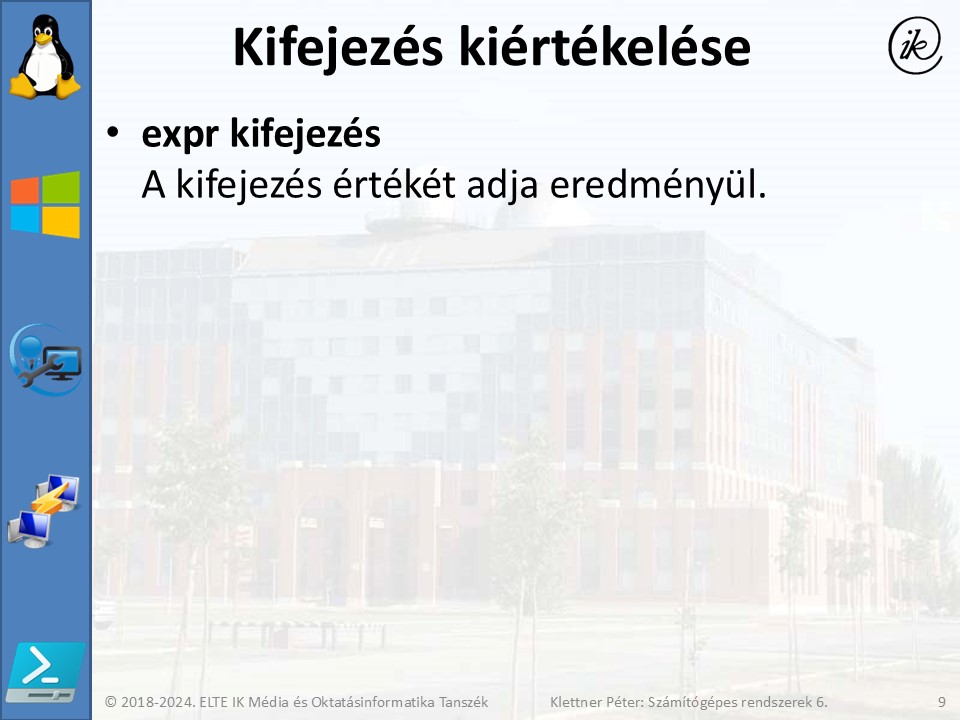 Kifejezés kiértékelése
ik
• expr kifejezés
A kifejezés értékét adja eredményül.
© 2018-2024. ELTE IK Média és Oktatásinformatika Tanszék Klettner Péter: Számítógépes rendszerek 6. 9